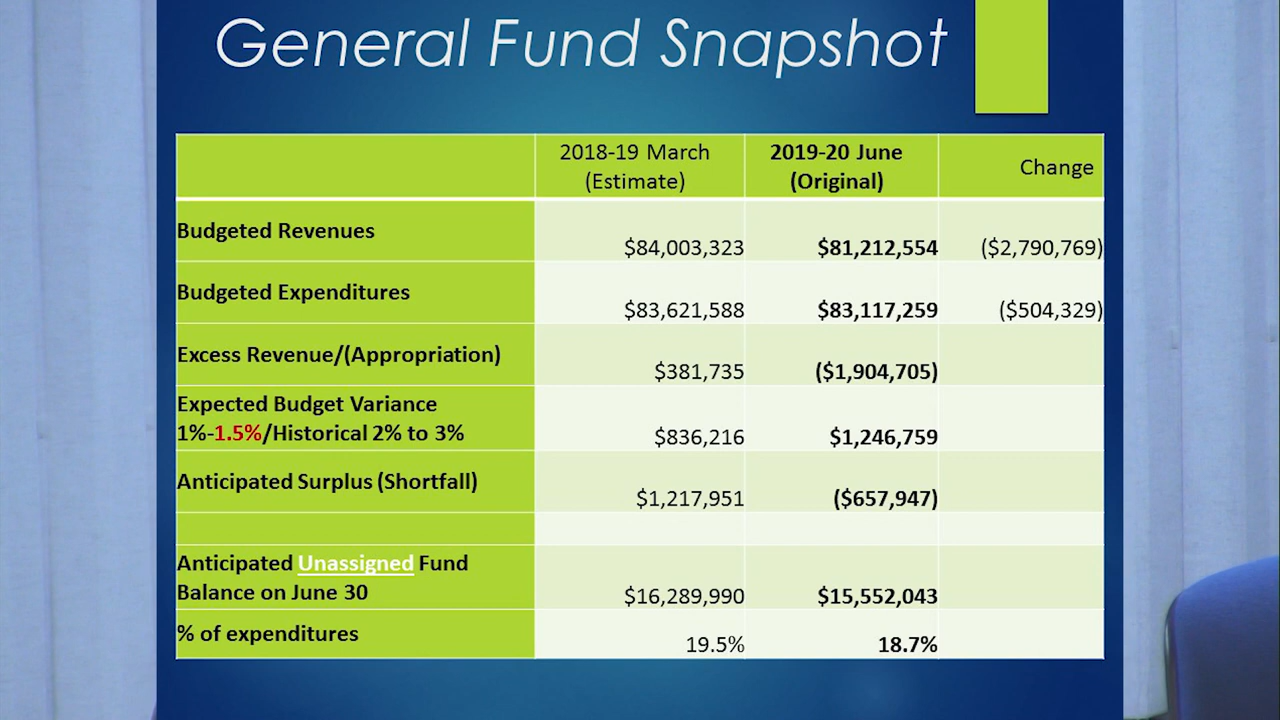 General Fund Snapshot
2018-19 March
(Estimate)
2019-20 June
(Original)
Change
Budgeted Revenues
$84,003,323
$81,212,554
($2,790,769)
Budgeted Expenditures
$83,621,588
$83,117,259
($504,329)
Excess Revenue/(Appropriation)
$381,735
($1,904,705)
Expected Budget Variance
1%-1.5%/Historical 2% to 3%
$836,216
$1,246,759
Anticipated Surplus (Shortfall)
$1,217,951
($657,947)
Anticipated Unassigned Fund
Balance on June 30
$16,289,990
$15,552,043
% of expenditures
19.5%
18.7%